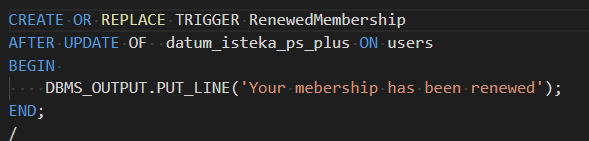 CREATE OR REPLACE TRIGGER RenewedMembership
AFTER UPDATE OF  datum_isteka_ps_plus ON users
BEGIN
    DBMS_OUTPUT.PUT_LINE('Your mebership has been renewed');
END;
/